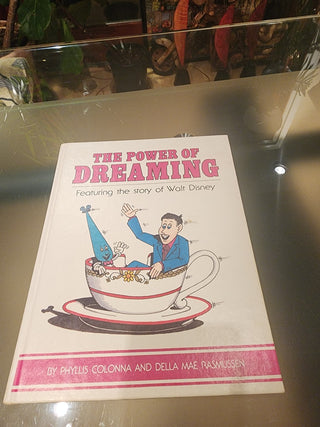 THE POWER OF
DREAMING
Featuring the story of Walt Disney
BY PHYLLIS COLONNA AND DELLA MAE RASMUSSEN